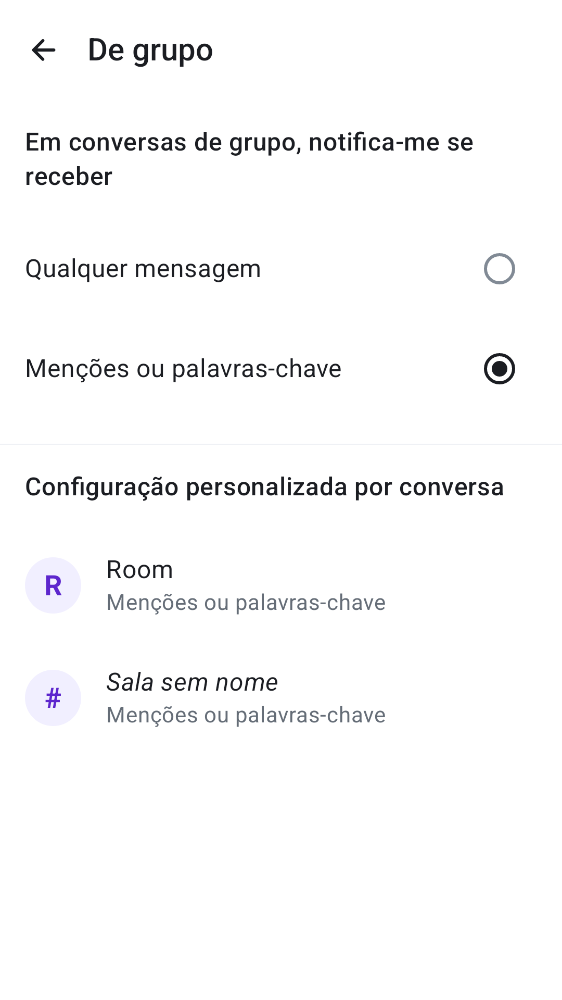 De grupo
Em conversas de grupo, notifica-me se
receber
Qualquer mensagem
Menções ou palavras-chave
Configuração personalizada por conversa
R
Room
Menções ou palavras-chave
#
Sala sem nome
Menções ou palavras-chave